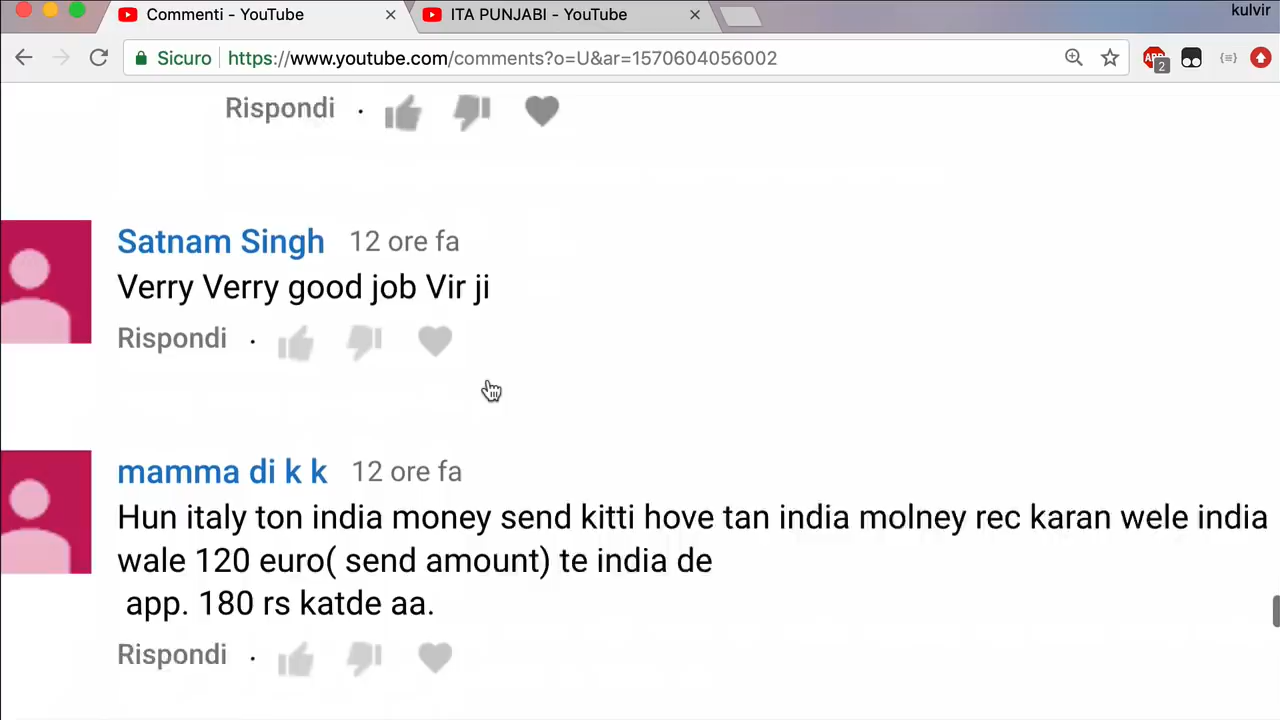 Commenti - YouTube
ITA PUNJABI - YouTube
kulvir
Sicuro
https://www.youtube.com/comments?o=U&ar=1570604056002
ABP
2
Rispondi
Satnam Singh 12 ore fa
Verry Verry good job Vir ji
Rispondi
mamma di k k 12 ore fa
Hun italy ton india money send kitti hove tan india molney rec karan wele india
wale 120 euro( send amount) te india de
app. 180 rs katde aa.
Rispondi